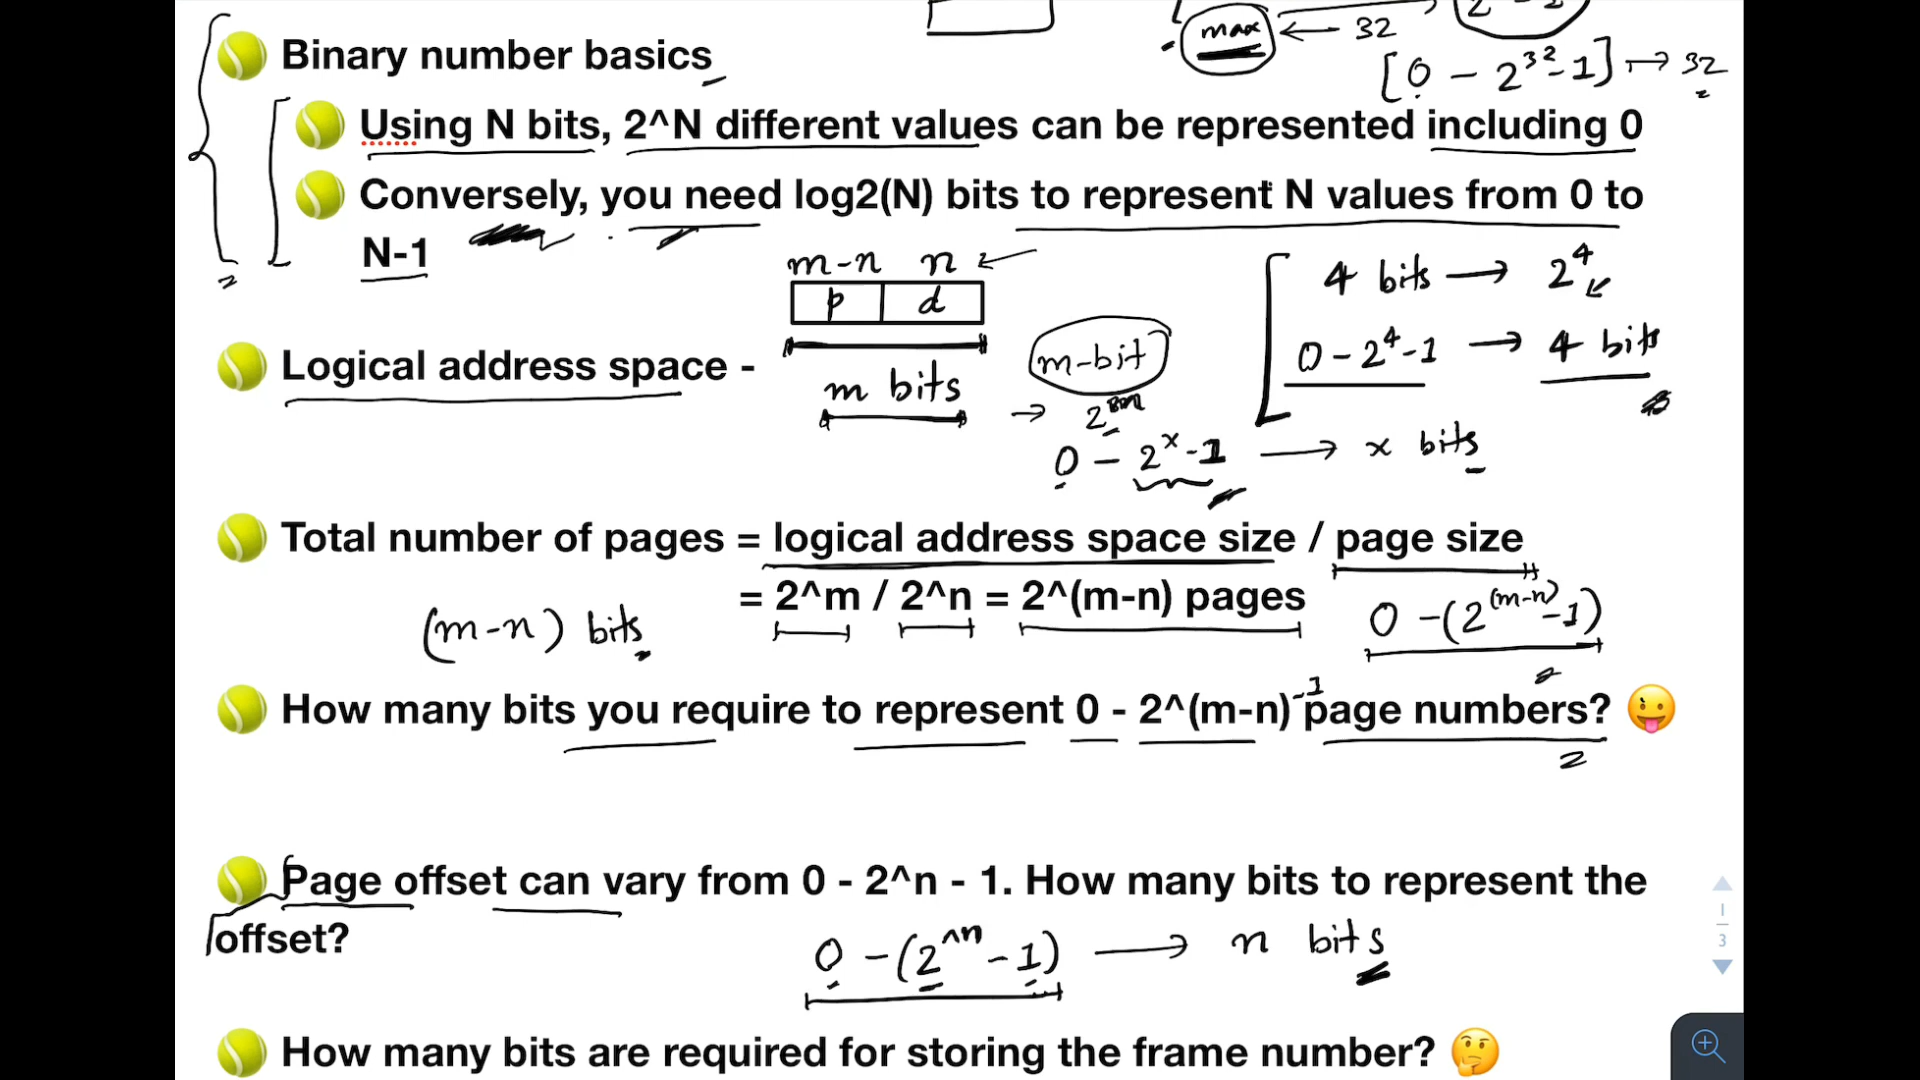 max ← 32
[0 - 2^32 - 1] → 32
Binary number basics
Using N bits, 2^N different values can be represented including 0
Conversely, you need log2(N) bits to represent N values from 0 to
N-1
m-n n
p d
4 bits → 2^4
0 - 2^4 - 1 → 4 bits
Logical address space -
m bits
m-bit
0 - 2^x - 1 → x bits
Total number of pages = logical address space size / page size
= 2^m / 2^n = 2^(m-n) pages
(m-n) bits
0 - (2^(m-n) - 1)
How many bits you require to represent 0 - 2^(m-n) -1 page numbers?
Page offset can vary from 0 - 2^n - 1. How many bits to represent the
offset?
0 - (2^n - 1) → n bits
1
3
How many bits are required for storing the frame number?